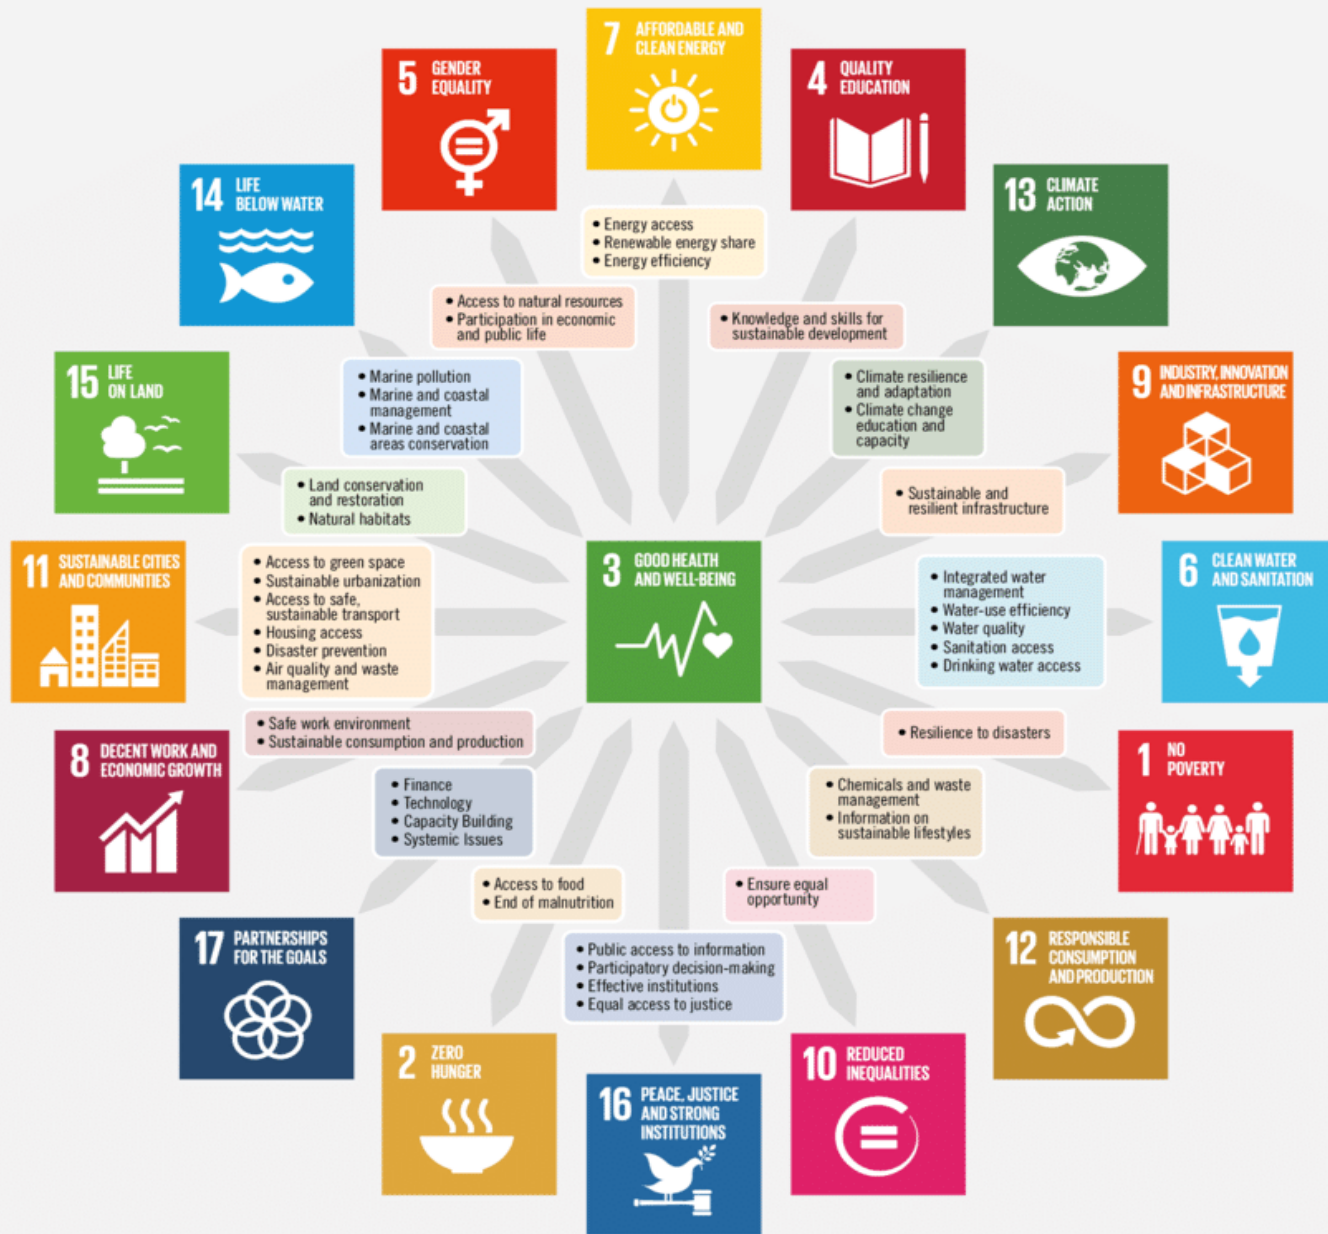 7 AFFORDABLE AND
CLEAN ENERGY
5 GENDER
EQUALITY
4 QUALITY
EDUCATION
14 LIFE
BELOW WATER
13 CLIMATE
ACTION
• Energy access
• Renewable energy share
• Energy efficiency
• Access to natural resources
• Participation in economic
and public life
• Knowledge and skills for
sustainable development
15 LIFE
ON LAND
• Marine pollution
• Marine and coastal
management
• Marine and coastal
areas conservation
• Climate resilience
and adaptation
• Climate change
education and
capacity
9 INDUSTRY, INNOVATION
AND INFRASTRUCTURE
• Land conservation
and restoration
• Natural habitats
• Sustainable and
resilient infrastructure
11 SUSTAINABLE CITIES
AND COMMUNITIES
• Access to green space
• Sustainable urbanization
• Access to safe,
sustainable transport
• Housing access
• Disaster prevention
• Air quality and waste
management
3 GOOD HEALTH
AND WELL-BEING
• Integrated water
management
• Water-use efficiency
• Water quality
• Sanitation access
• Drinking water access
6 CLEAN WATER
AND SANITATION
8 DECENT WORK AND
ECONOMIC GROWTH
• Safe work environment
• Sustainable consumption and production
• Resilience to disasters
1 NO
POVERTY
• Finance
• Technology
• Capacity Building
• Systemic Issues
• Chemicals and waste
management
• Information on
sustainable lifestyles
• Access to food
• End of malnutrition
• Ensure equal
opportunity
17 PARTNERSHIPS
FOR THE GOALS
• Public access to information
• Participatory decision-making
• Effective institutions
• Equal access to justice
12 RESPONSIBLE
CONSUMPTION
AND PRODUCTION
2 ZERO
HUNGER
16 PEACE, JUSTICE
AND STRONG
INSTITUTIONS
10 REDUCED
INEQUALITIES